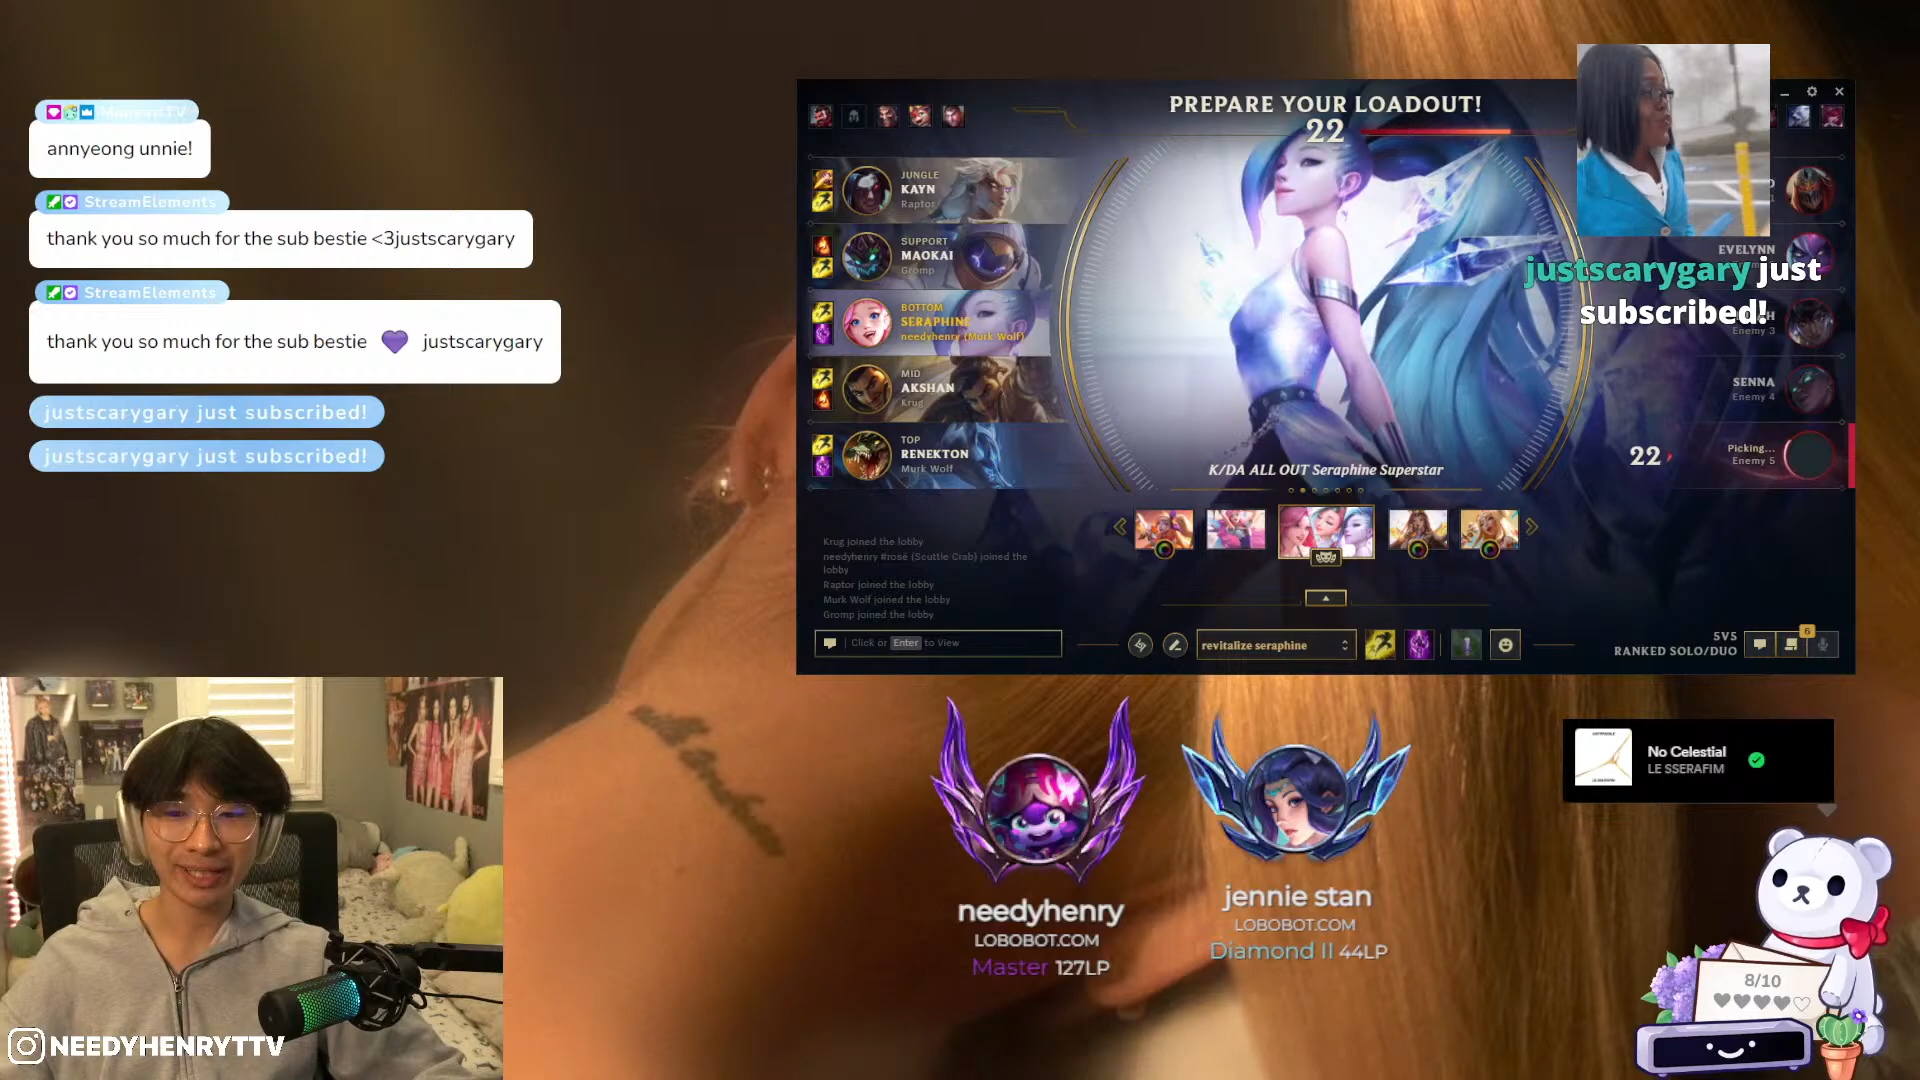 MunyaaTV
annyeong unnie!
StreamElements
thank you so much for the sub bestie <3justscarygary
StreamElements
thank you so much for the sub bestie 💜 justscarygary
justscarygary just subscribed!
justscarygary just subscribed!
PREPARE YOUR LOADOUT!
22
JUNGLE
KAYN
Raptor
SUPPORT
MAOKAI
Gromp
BOTTOM
SERAPHINE
needyhenry (Murk Wolf)
MID
AKSHAN
Krug
TOP
RENEKTON
Murk Wolf
K/DA ALL OUT Seraphine Superstar
EVELYNN
justscarygary just
subscribed!
Enemy 3
SENNA
Enemy 4
22
Picking...
Enemy 5
Krug joined the lobby
needyhenry #rosé (Scuttle Crab) joined the
lobby
Raptor joined the lobby
Murk Wolf joined the lobby
Gromp joined the lobby
Click or Enter to View
revitalize seraphine
5V5
RANKED SOLO/DUO
6
needyhenry
LOBOBOT.COM
Master 127LP
jennie stan
LOBOBOT.COM
Diamond II 44LP
No Celestial
LE SSERAFIM
8/10
NEEDYHENRYTTV